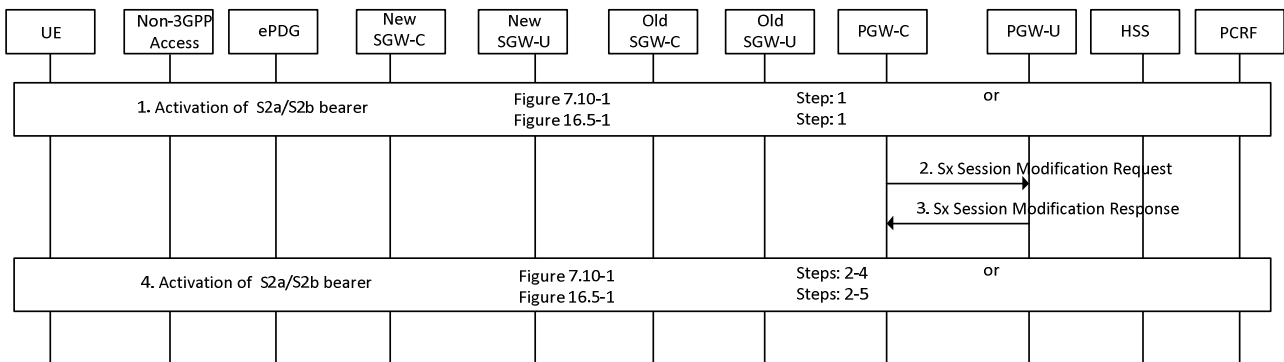 UE
Non-3GPP
Access
ePDG
New
SGW-C
New
SGW-U
Old
SGW-C
Old
SGW-U
PGW-C
PGW-U
HSS
PCRF
1. Activation of S2a/S2b bearer
Figure 7.10-1
Figure 16.5-1
Step: 1
Step: 1
or
2. Sx Session Modification Request
3. Sx Session Modification Response
4. Activation of S2a/S2b bearer
Figure 7.10-1
Figure 16.5-1
Steps: 2-4
Steps: 2-5
or